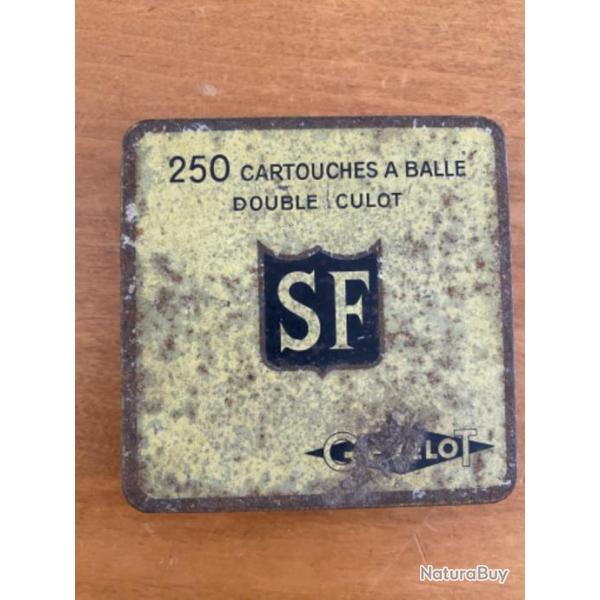 250 CARTOUCHES A BALLE
DOUBLE CULOT
SF
NaturaBuy